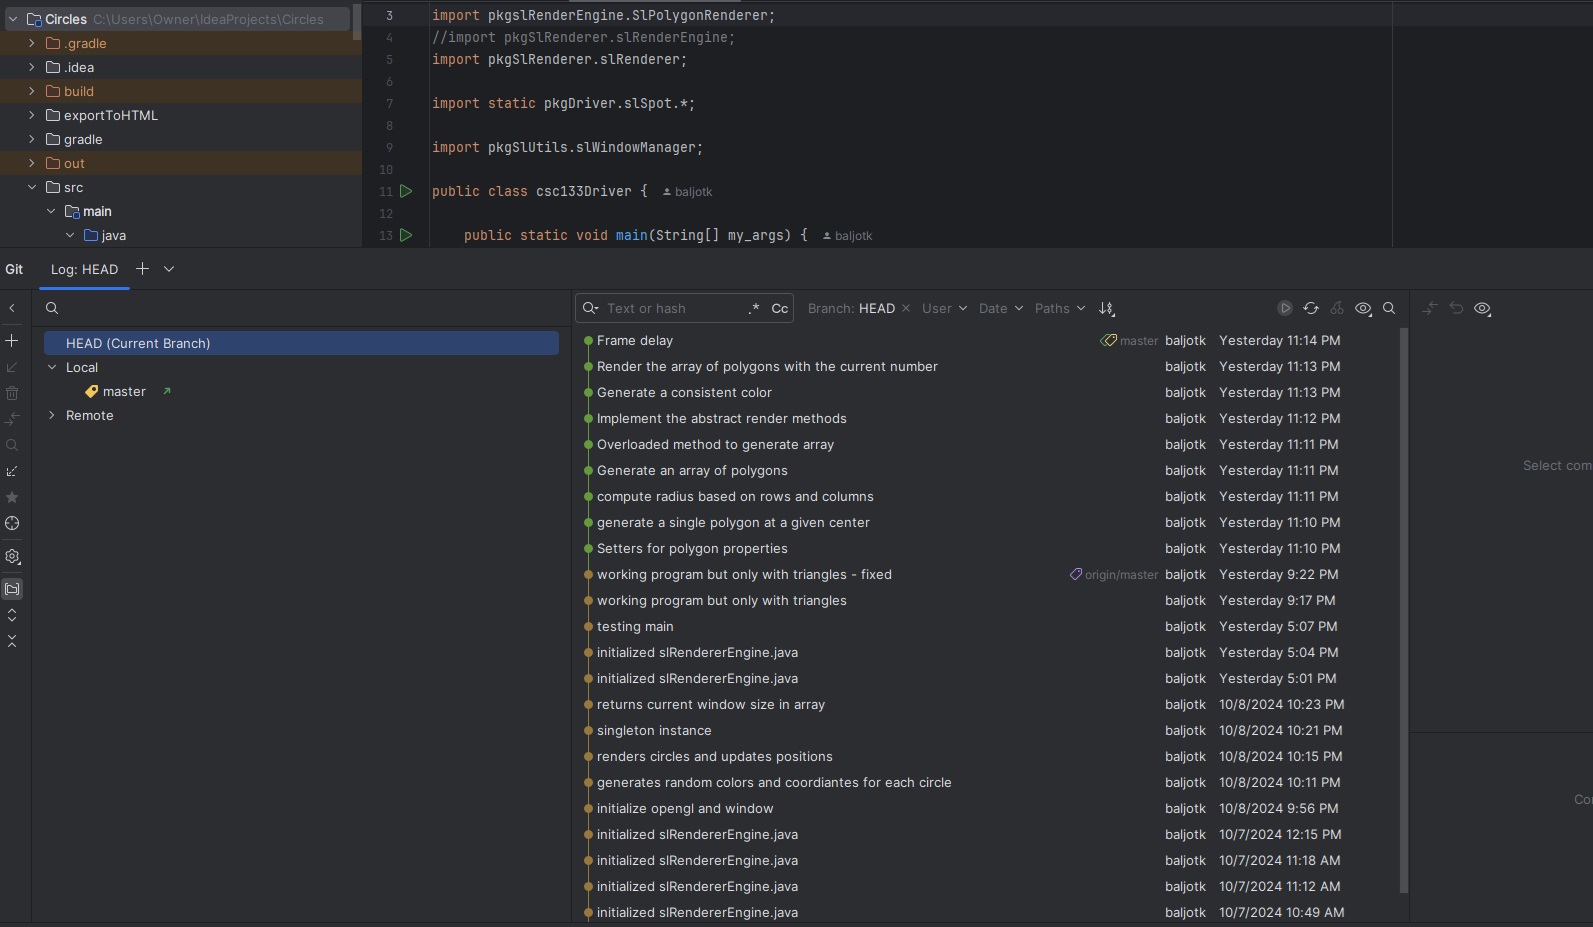 Circles C:\Users\Owner\IdeaProjects\Circles
.gradle
.idea
build
exportToHTML
gradle
out
src
main
java
3 import pkgslRenderEngine.SlPolygonRenderer;
4 //import pkgSlRenderer.slRenderEngine;
5 import pkgSlRenderer.slRenderer;
6
7 import static pkgDriver.slSpot.*;
8
9 import pkgSlUtils.slWindowManager;
10
11 public class csc133Driver { baljotk
12
13 public static void main(String[] my_args) { baljotk
Git Log: HEAD
HEAD (Current Branch)
Local
master
Remote
Text or hash .* Cc Branch: HEAD User Date Paths
Frame delay master baljotk Yesterday 11:14 PM
Render the array of polygons with the current number baljotk Yesterday 11:13 PM
Generate a consistent color baljotk Yesterday 11:13 PM
Implement the abstract render methods baljotk Yesterday 11:12 PM
Overloaded method to generate array baljotk Yesterday 11:11 PM
Generate an array of polygons baljotk Yesterday 11:11 PM
compute radius based on rows and columns baljotk Yesterday 11:11 PM
generate a single polygon at a given center baljotk Yesterday 11:10 PM
Setters for polygon properties baljotk Yesterday 11:10 PM
working program but only with triangles - fixed origin/master baljotk Yesterday 9:22 PM
working program but only with triangles baljotk Yesterday 9:17 PM
testing main baljotk Yesterday 5:07 PM
initialized slRendererEngine.java baljotk Yesterday 5:04 PM
initialized slRendererEngine.java baljotk Yesterday 5:01 PM
returns current window size in array baljotk 10/8/2024 10:23 PM
singleton instance baljotk 10/8/2024 10:21 PM
renders circles and updates positions baljotk 10/8/2024 10:15 PM
generates random colors and coordiantes for each circle baljotk 10/8/2024 10:11 PM
initialize opengl and window baljotk 10/8/2024 9:56 PM
initialized slRendererEngine.java baljotk 10/7/2024 12:15 PM
initialized slRendererEngine.java baljotk 10/7/2024 11:18 AM
initialized slRendererEngine.java baljotk 10/7/2024 11:12 AM
initialized slRendererEngine.java baljotk 10/7/2024 10:49 AM
Select com
Co